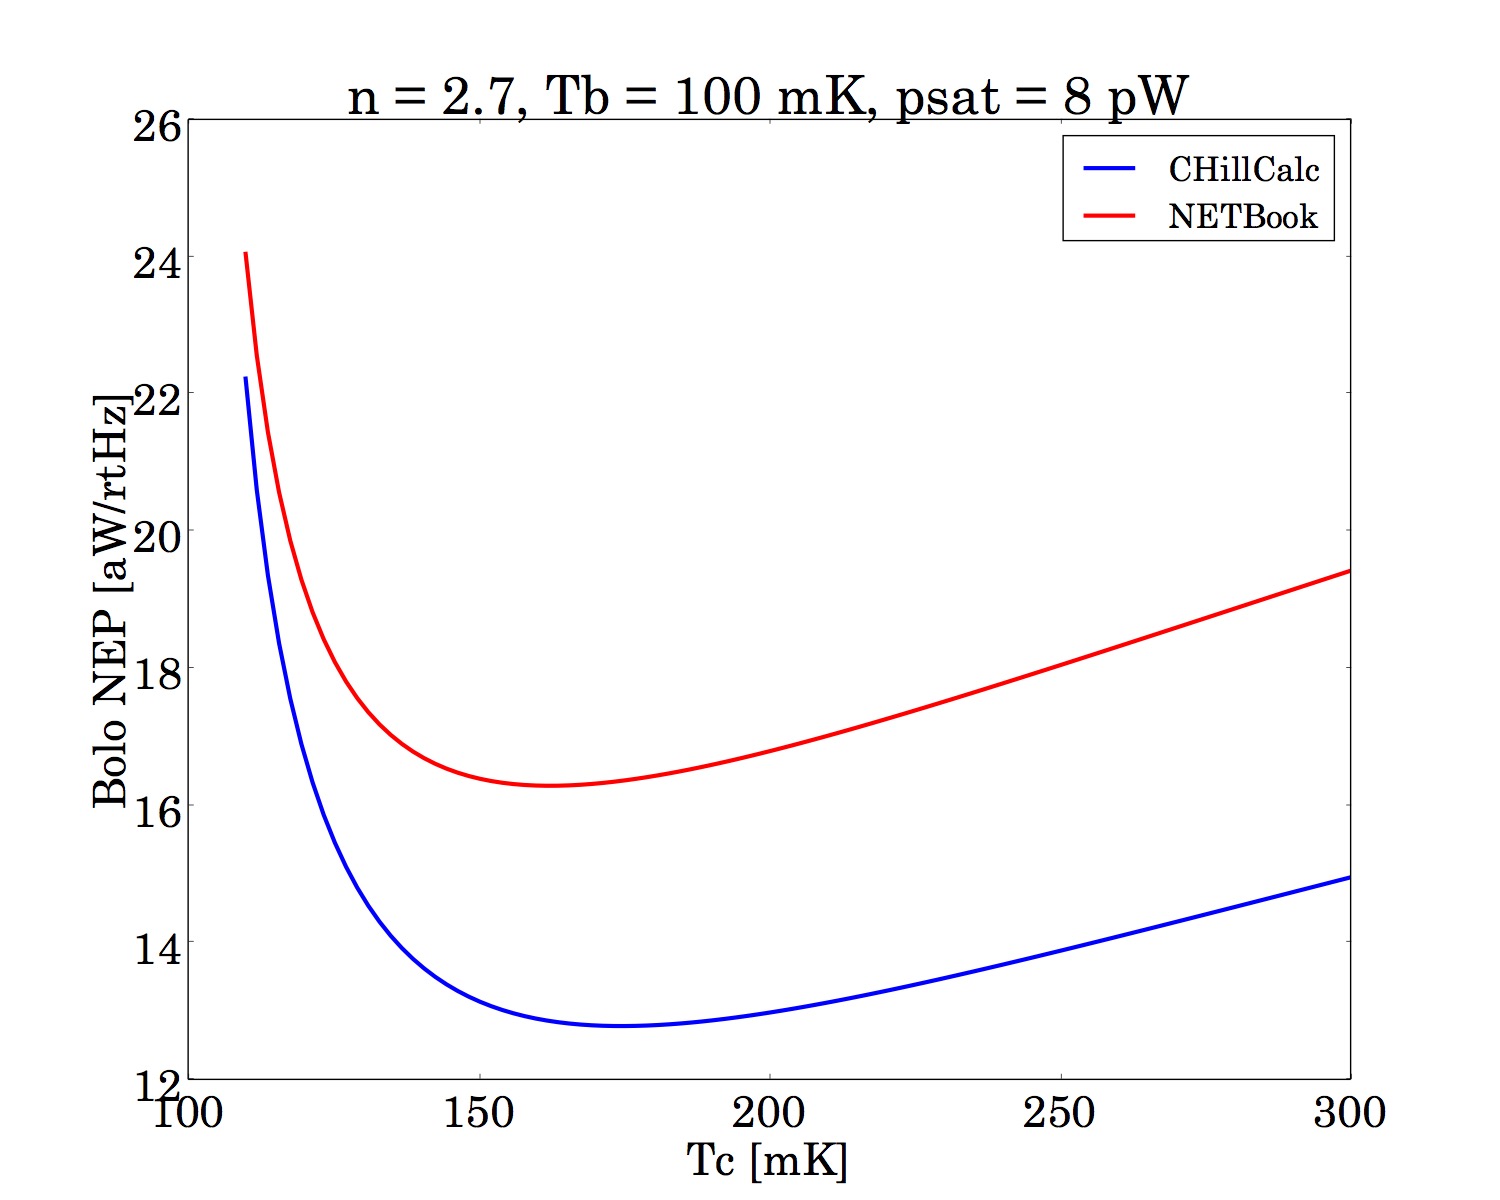 n = 2.7, Tb = 100 mK, psat = 8 pW
26
24
22
20
18
16
14
12
Bolo NEP [aW/rtHz]
CHillCalc
NETBook
100 150 200 250 300
Tc [mK]